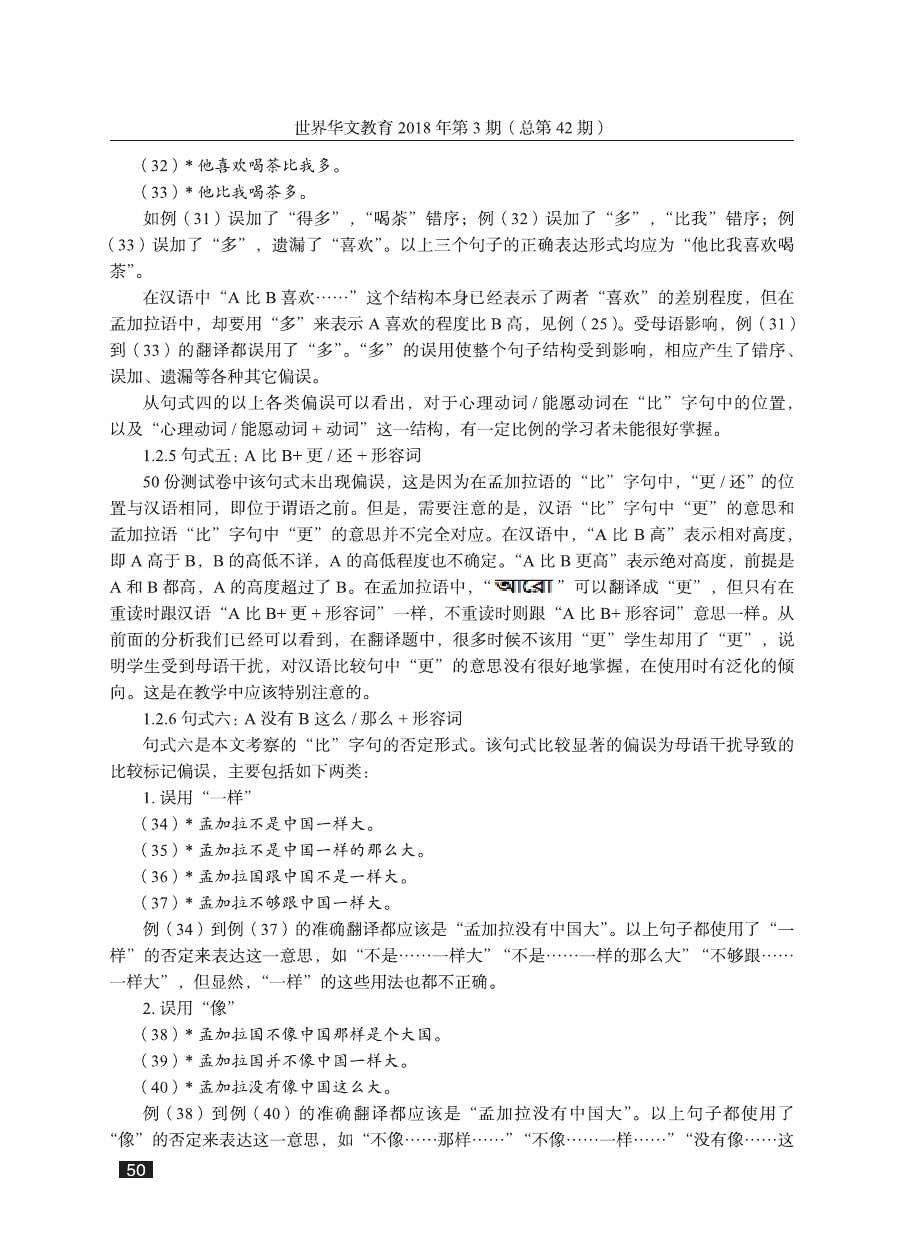 世界华文教育 2018 年第 3 期（总第 42 期）
（32）* 他喜欢喝茶比我多。
（33）* 他比我喝茶多。
如例（31）误加了“得多”，“喝茶”错序；例（32）误加了“多”，“比我”错序；例
（33）误加了“多”，遗漏了“喜欢”。以上三个句子的正确表达形式均应为“他比我喜欢喝
茶”。
在汉语中“A 比 B 喜欢……”这个结构本身已经表示了两者“喜欢”的差别程度，但在
孟加拉语中，却要用“多”来表示 A 喜欢的程度比 B 高，见例（25）。受母语影响，例（31）
到（33）的翻译都误用了“多”。“多”的误用使整个句子结构受到影响，相应产生了错序、
误加、遗漏等各种其它偏误。
从句式四的以上各类偏误可以看出，对于心理动词 / 能愿动词在“比”字句中的位置，
以及“心理动词 / 能愿动词 + 动词”这一结构，有一定比例的学习者未能很好掌握。
1.2.5 句式五：A 比 B+ 更 / 还 + 形容词
50 份测试卷中该句式未出现偏误，这是因为在孟加拉语的“比”字句中，“更 / 还”的位
置与汉语相同，即位于谓语之前。但是，需要注意的是，汉语“比”字句中“更”的意思和
孟加拉语“比”字句中“更”的意思并不完全对应。在汉语中，“A 比 B 高”表示相对高度，
即 A 高于 B，B 的高低不详，A 的高低程度也不确定。“A 比 B 更高”表示绝对高度，前提是
A 和 B 都高，A 的高度超过了 B。在孟加拉语中，“আরো”可以翻译成“更”，但只有在
重读时跟汉语“A 比 B+ 更 + 形容词”一样，不重读时则跟“A 比 B+ 形容词”意思一样。从
前面的分析我们已经可以看到，在翻译题中，很多时候不该用“更”学生却用了“更”，说
明学生受到母语干扰，对汉语比较句中“更”的意思没有很好地掌握，在使用时有泛化的倾
向。这是在教学中应该特别注意的。
1.2.6 句式六：A 没有 B 这么 / 那么 + 形容词
句式六是本文考察的“比”字句的否定形式。该句式比较显著的偏误为母语干扰导致的
比较标记偏误，主要包括如下两类：
1. 误用“一样”
（34）* 孟加拉不是中国一样大。
（35）* 孟加拉不是中国一样的那么大。
（36）* 孟加拉国跟中国不是一样大。
（37）* 孟加拉不够跟中国一样大。
例（34）到例（37）的准确翻译都应该是“孟加拉没有中国大”。以上句子都使用了“一
样”的否定来表达这一意思，如“不是……一样大”“不是……一样的那么大”“不够跟……
一样大”，但显然，“一样”的这些用法也都不正确。
2. 误用“像”
（38）* 孟加拉国不像中国那样是个大国。
（39）* 孟加拉国并不像中国一样大。
（40）* 孟加拉没有像中国这么大。
例（38）到例（40）的准确翻译都应该是“孟加拉没有中国大”。以上句子都使用了
“像”的否定来表达这一意思，如“不像……那样……”“不像……一样……”“没有像……这
50